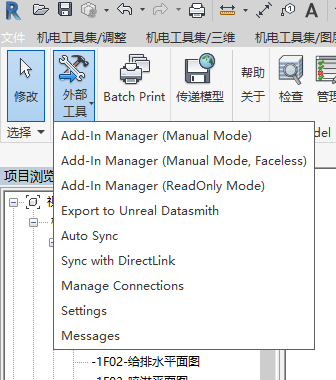 文件 机电工具集/调整 机电工具集/三维 机电工具集/图
修改 外部工具 Batch Print 传递模型 帮助 关于 检查 管理
选择 del
项目浏览
Add-In Manager (Manual Mode)
Add-In Manager (Manual Mode, Faceless)
Add-In Manager (ReadOnly Mode)
Export to Unreal Datasmith
Auto Sync
Sync with DirectLink
Manage Connections
Settings
Messages
-1F02-给排水平面图